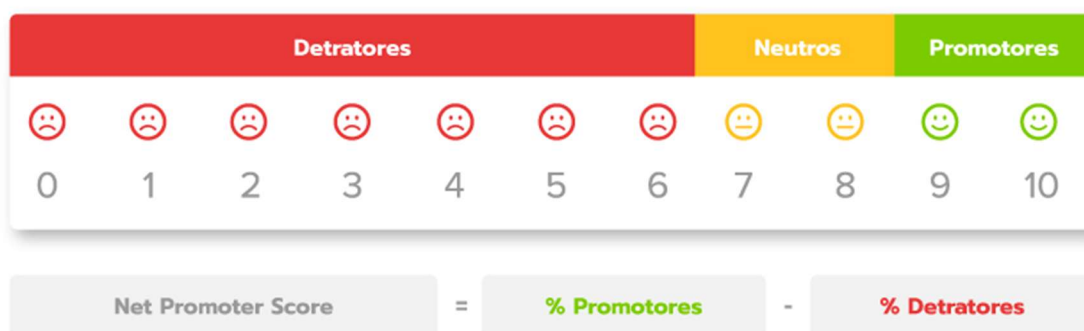 Detratores Neutros Promotores
0 1 2 3 4 5 6 7 8 9 10
Net Promoter Score = % Promotores - % Detratores